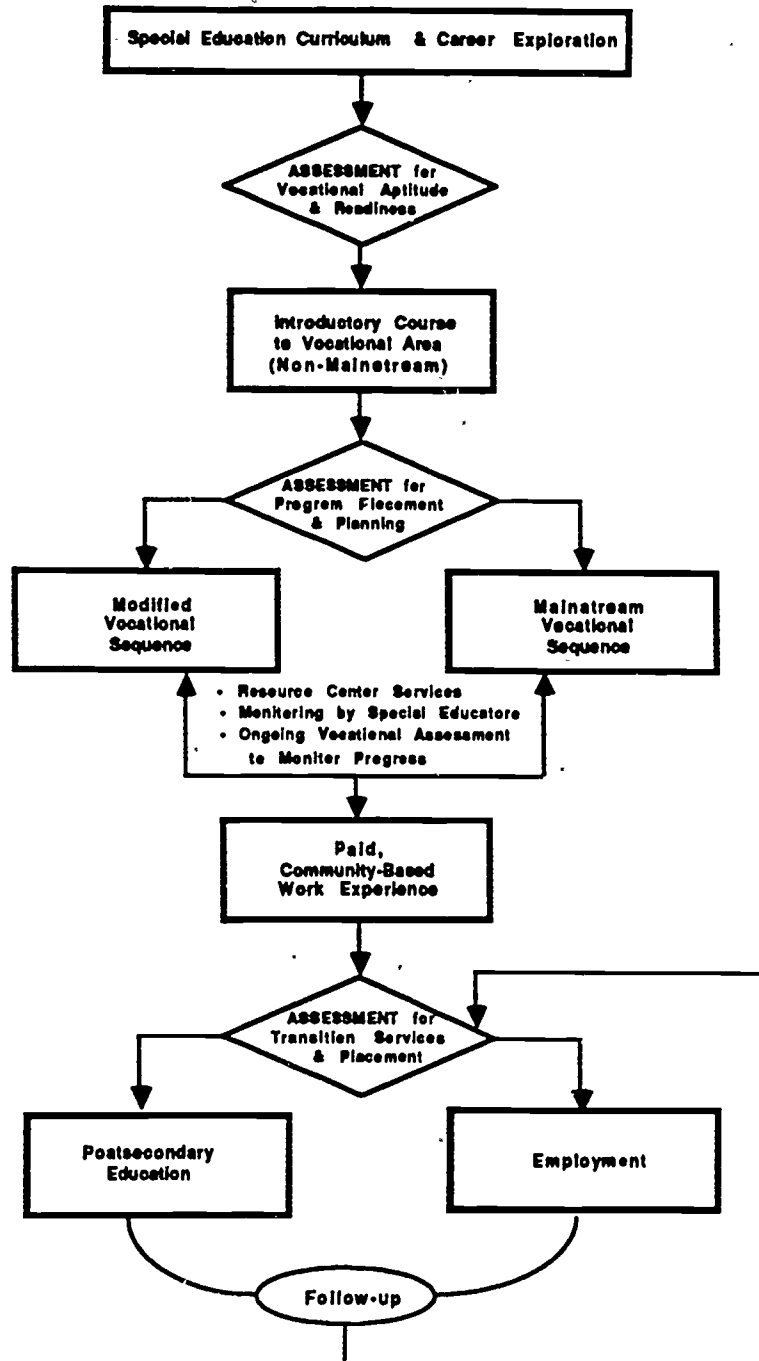 Special Education Curriculum & Career Exploration
ASSESSMENT for
Vocational Aptitude
& Readiness
Introductory Course
to Vocational Area
(Non-Mainstream)
ASSESSMENT for
Program Placement
& Planning
Modified
Vocational
Sequence
Mainstream
Vocational
Sequence
• Resource Center Services
• Monitoring by Special Educators
• Ongoing Vocational Assessment
to Monitor Progress
Paid,
Community-Based
Work Experience
ASSESSMENT for
Transition Services
& Placement
Postsecondary
Education
Employment
Follow-up